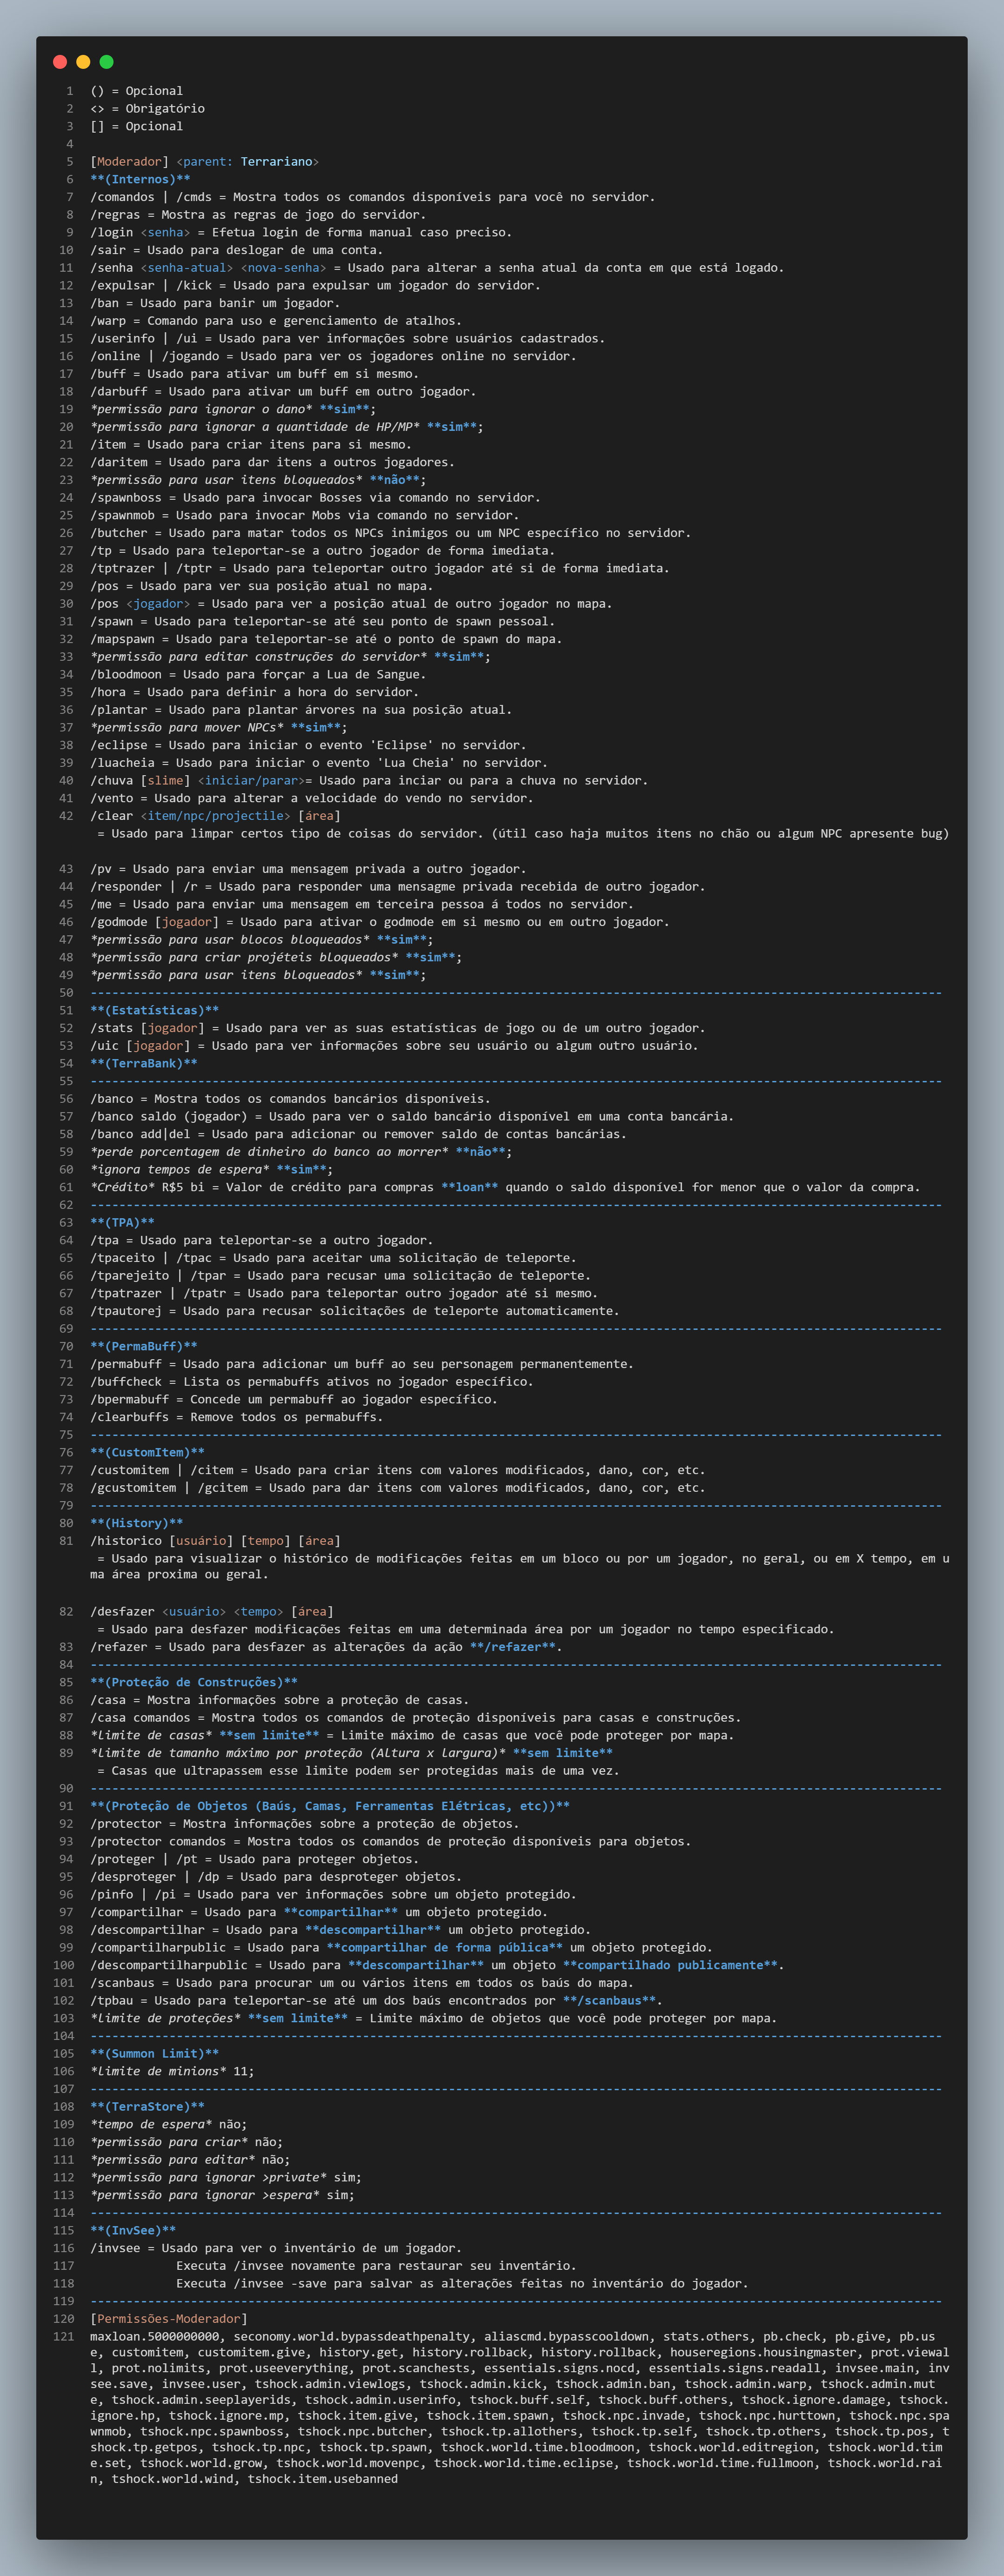 1 () = Opcional
2 <> = Obrigatório
3 [] = Opcional
4
5 [Moderador] <parent: Terrariano>
6 **(Internos)**
7 /comandos | /cmds = Mostra todos os comandos disponíveis para você no servidor.
8 /regras = Mostra as regras de jogo do servidor.
9 /login <senha> = Efetua login de forma manual caso preciso.
10 /sair = Usado para deslogar de uma conta.
11 /senha <senha-atual> <nova-senha> = Usado para alterar a senha atual da conta em que está logado.
12 /expulsar | /kick = Usado para expulsar um jogador do servidor.
13 /ban = Usado para banir um jogador.
14 /warp = Comando para uso e gerenciamento de atalhos.
15 /userinfo | /ui = Usado para ver informações sobre usuários cadastrados.
16 /online | /jogando = Usado para ver os jogadores online no servidor.
17 /buff = Usado para ativar um buff em si mesmo.
18 /darbuff = Usado para ativar um buff em outro jogador.
19 *permissão para ignorar o dano* **sim**;
20 *permissão para ignorar a quantidade de HP/MP* **sim**;
21 /item = Usado para criar itens para si mesmo.
22 /daritem = Usado para dar itens a outros jogadores.
23 *permissão para usar itens bloqueados* **não**;
24 /spawnboss = Usado para invocar Bosses via comando no servidor.
25 /spawnmob = Usado para invocar Mobs via comando no servidor.
26 /butcher = Usado para matar todos os NPCs inimigos ou um NPC específico no servidor.
27 /tp = Usado para teleportar-se a outro jogador de forma imediata.
28 /tptrazer | /tptr = Usado para teleportar outro jogador até si de forma imediata.
29 /pos = Usado para ver sua posição atual no mapa.
30 /pos <jogador> = Usado para ver a posição atual de outro jogador no mapa.
31 /spawn = Usado para teleportar-se até seu ponto de spawn pessoal.
32 /mapspawn = Usado para teleportar-se até o ponto de spawn do mapa.
33 *permissão para editar construções do servidor* **sim**;
34 /bloodmoon = Usado para forçar a Lua de Sangue.
35 /hora = Usado para definir a hora do servidor.
36 /plantar = Usado para plantar árvores na sua posição atual.
37 *permissão para mover NPCs* **sim**;
38 /eclipse = Usado para iniciar o evento 'Eclipse' no servidor.
39 /luacheia = Usado para iniciar o evento 'Lua Cheia' no servidor.
40 /chuva [slime] <iniciar/parar>= Usado para inciar ou para a chuva no servidor.
41 /vento = Usado para alterar a velocidade do vendo no servidor.
42 /clear <item/npc/projectile> [área]
= Usado para limpar certos tipo de coisas do servidor. (útil caso haja muitos itens no chão ou algum NPC apresente bug)
43 /pv = Usado para enviar uma mensagem privada a outro jogador.
44 /responder | /r = Usado para responder uma mensagme privada recebida de outro jogador.
45 /me = Usado para enviar uma mensagem em terceira pessoa á todos no servidor.
46 /godmode [jogador] = Usado para ativar o godmode em si mesmo ou em outro jogador.
47 *permissão para usar blocos bloqueados* **sim**;
48 *permissão para criar projéteis bloqueados* **sim**;
49 *permissão para usar itens bloqueados* **sim**;
50 -----------------------------------------------------------------------------------------------------------------------
51 **(Estatísticas)**
52 /stats [jogador] = Usado para ver as suas estatísticas de jogo ou de um outro jogador.
53 /uic [jogador] = Usado para ver informações sobre seu usuário ou algum outro usuário.
54 **(TerraBank)**
55 -----------------------------------------------------------------------------------------------------------------------
56 /banco = Mostra todos os comandos bancários disponíveis.
57 /banco saldo (jogador) = Usado para ver o saldo bancário disponível em uma conta bancária.
58 /banco add|del = Usado para adicionar ou remover saldo de contas bancárias.
59 *perde porcentagem de dinheiro do banco ao morrer* **não**;
60 *ignora tempos de espera* **sim**;
61 *Crédito* R$5 bi = Valor de crédito para compras **loan** quando o saldo disponível for menor que o valor da compra.
62 -----------------------------------------------------------------------------------------------------------------------
63 **(TPA)**
64 /tpa = Usado para teleportar-se a outro jogador.
65 /tpaceito | /tpac = Usado para aceitar uma solicitação de teleporte.
66 /tparejeito | /tpar = Usado para recusar uma solicitação de teleporte.
67 /tpatrazer | /tpatr = Usado para teleportar outro jogador até si mesmo.
68 /tpautorej = Usado para recusar solicitações de teleporte automaticamente.
69 -----------------------------------------------------------------------------------------------------------------------
70 **(PermaBuff)**
71 /permabuff = Usado para adicionar um buff ao seu personagem permanentemente.
72 /buffcheck = Lista os permabuffs ativos no jogador específico.
73 /bpermabuff = Concede um permabuff ao jogador específico.
74 /clearbuffs = Remove todos os permabuffs.
75 -----------------------------------------------------------------------------------------------------------------------
76 **(CustomItem)**
77 /customitem | /citem = Usado para criar itens com valores modificados, dano, cor, etc.
78 /gcustomitem | /gcitem = Usado para dar itens com valores modificados, dano, cor, etc.
79 -----------------------------------------------------------------------------------------------------------------------
80 **(History)**
81 /historico [usuário] [tempo] [área]
= Usado para visualizar o histórico de modificações feitas em um bloco ou por um jogador, no geral, ou em X tempo, em u
ma área proxima ou geral.
82 /desfazer <usuário> <tempo> [área]
= Usado para desfazer modificações feitas em uma determinada área por um jogador no tempo especificado.
83 /refazer = Usado para desfazer as alterações da ação **/refazer**.
84 -----------------------------------------------------------------------------------------------------------------------
85 **(Proteção de Construções)**
86 /casa = Mostra informações sobre a proteção de casas.
87 /casa comandos = Mostra todos os comandos de proteção disponíveis para casas e construções.
88 *limite de casas* **sem limite** = Limite máximo de casas que você pode proteger por mapa.
89 *limite de tamanho máximo por proteção (Altura x largura)* **sem limite**
= Casas que ultrapassem esse limite podem ser protegidas mais de uma vez.
90 -----------------------------------------------------------------------------------------------------------------------
91 **(Proteção de Objetos (Baús, Camas, Ferramentas Elétricas, etc))**
92 /protector = Mostra informações sobre a proteção de objetos.
93 /protector comandos = Mostra todos os comandos de proteção disponíveis para objetos.
94 /proteger | /pt = Usado para proteger objetos.
95 /desproteger | /dp = Usado para desproteger objetos.
96 /pinfo | /pi = Usado para ver informações sobre um objeto protegido.
97 /compartilhar = Usado para **compartilhar** um objeto protegido.
98 /descompartilhar = Usado para **descompartilhar** um objeto protegido.
99 /compartilharpublic = Usado para **compartilhar de forma pública** um objeto protegido.
100 /descompartilharpublic = Usado para **descompartilhar** um objeto **compartilhado publicamente**.
101 /scanbaus = Usado para procurar um ou vários itens em todos os baús do mapa.
102 /tpbau = Usado para teleportar-se até um dos baús encontrados por **/scanbaus**.
103 *limite de proteções* **sem limite** = Limite máximo de objetos que você pode proteger por mapa.
104 -----------------------------------------------------------------------------------------------------------------------
105 **(Summon Limit)**
106 *limite de minions* 11;
107 -----------------------------------------------------------------------------------------------------------------------
108 **(TerraStore)**
109 *tempo de espera* não;
110 *permissão para criar* não;
111 *permissão para editar* não;
112 *permissão para ignorar >private* sim;
113 *permissão para ignorar >espera* sim;
114 -----------------------------------------------------------------------------------------------------------------------
115 **(InvSee)**
116 /invsee = Usado para ver o inventário de um jogador.
117 Executa /invsee novamente para restaurar seu inventário.
118 Executa /invsee -save para salvar as alterações feitas no inventário do jogador.
119 -----------------------------------------------------------------------------------------------------------------------
120 [Permissões-Moderador]
121 maxloan.5000000000, seconomy.world.bypassdeathpenalty, aliascmd.bypasscooldown, stats.others, pb.check, pb.give, pb.us
e, customitem, customitem.give, history.get, history.rollback, history.rollback, houseregions.housingmaster, prot.viewal
l, prot.nolimits, prot.useeverything, prot.scanchests, essentials.signs.nocd, essentials.signs.readall, invsee.main, inv
see.save, invsee.user, tshock.admin.viewlogs, tshock.admin.kick, tshock.admin.ban, tshock.admin.warp, tshock.admin.mut
e, tshock.admin.seeplayerids, tshock.admin.userinfo, tshock.buff.self, tshock.buff.others, tshock.ignore.damage, tshock.
ignore.hp, tshock.ignore.mp, tshock.item.give, tshock.item.spawn, tshock.npc.invade, tshock.npc.hurttown, tshock.npc.spa
wnmob, tshock.npc.spawnboss, tshock.npc.butcher, tshock.tp.allothers, tshock.tp.self, tshock.tp.others, tshock.tp.pos, t
shock.tp.getpos, tshock.tp.npc, tshock.tp.spawn, tshock.world.time.bloodmoon, tshock.world.editregion, tshock.world.tim
e.set, tshock.world.grow, tshock.world.movenpc, tshock.world.time.eclipse, tshock.world.time.fullmoon, tshock.world.rai
n, tshock.world.wind, tshock.item.usebanned